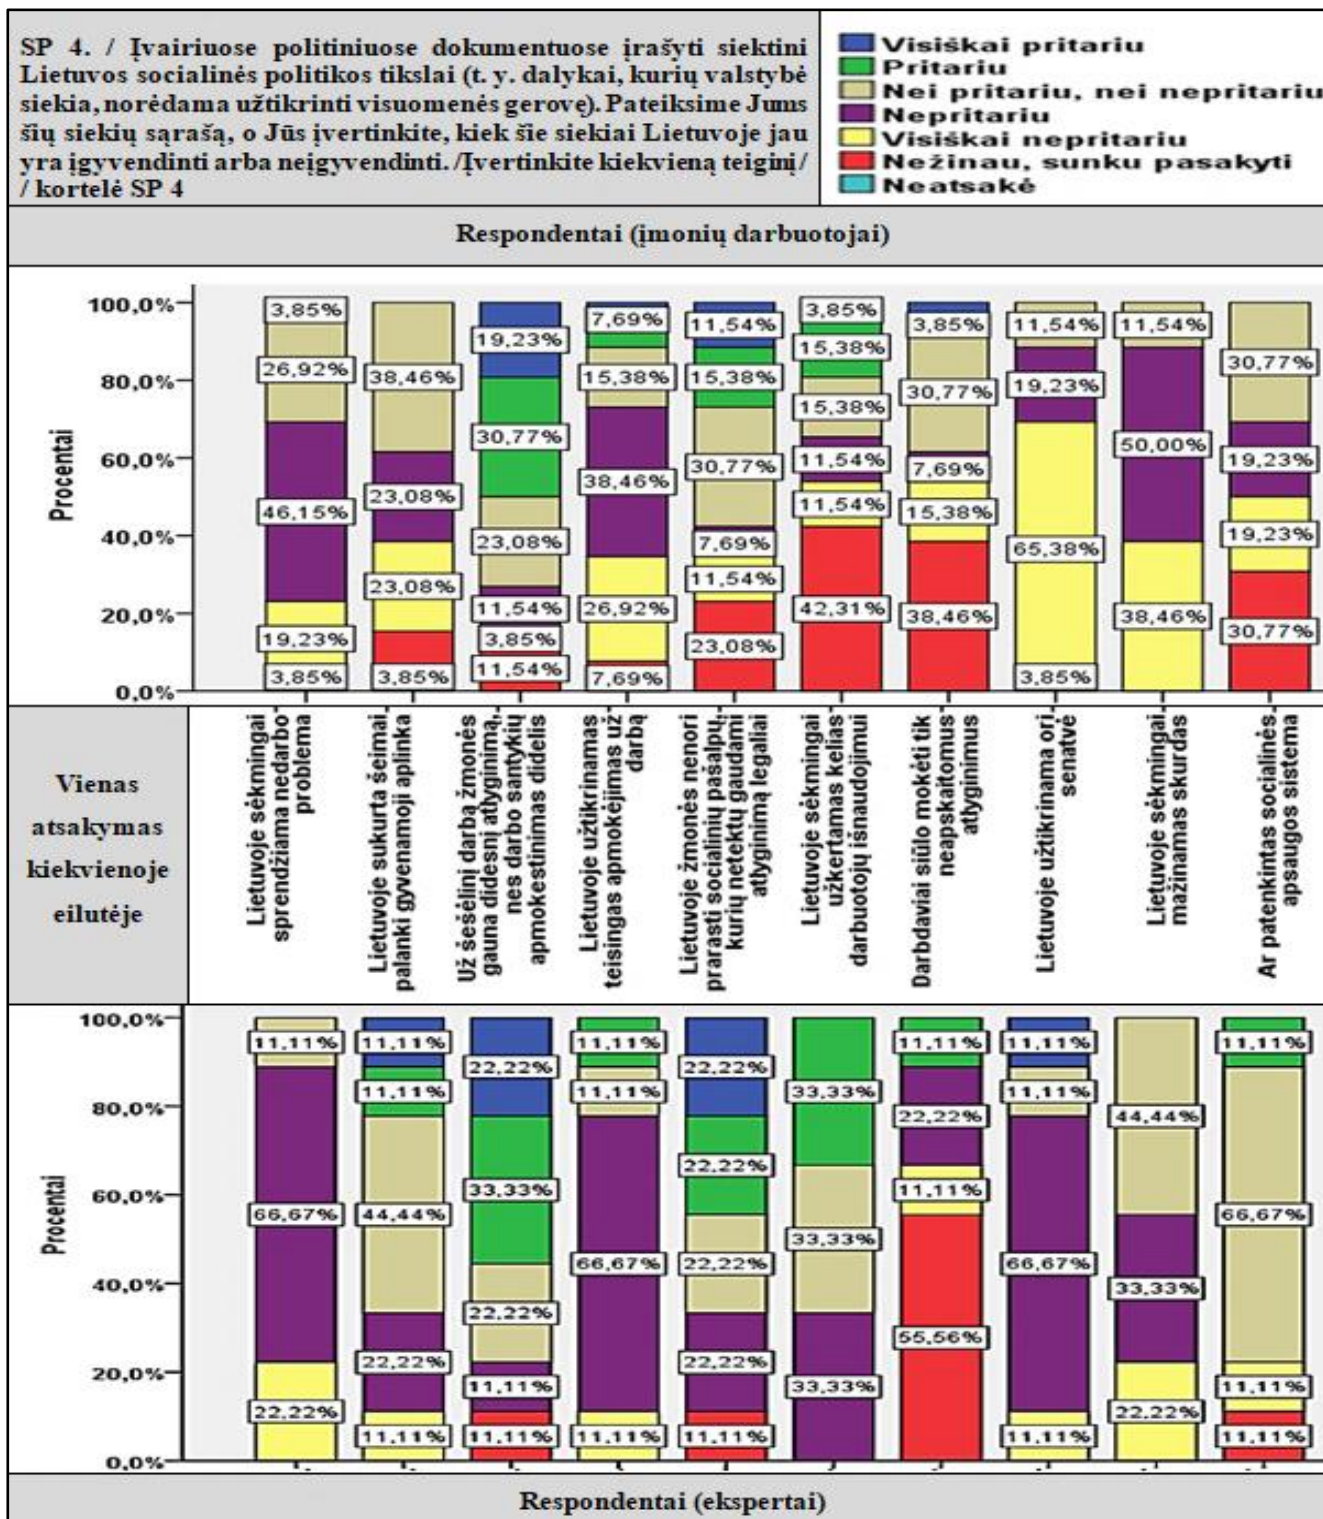 SP 4. / Įvairiuose politiniuose dokumentuose įrašyti siektini
Lietuvos socialinės politikos tikslai (t. y. dalykai, kurių valstybė
siekia, norėdama užtikrinti visuomenės gerovę). Pateiksime Jums
šių siekių sąrašą, o Jūs įvertinkite, kiek šie siekiai Lietuvoje jau
yra įgyvendinti arba neįgyvendinti. /Įvertinkite kiekvieną teiginį/
/ kortelė SP 4
Visiškai pritariu
Pritariu
Nei pritariu, nei nepritariu
Nepritariu
Visiškai nepritariu
Nežinau, sunku pasakyti
Neatsakė
Respondentai (įmonių darbuotojai)
Procentai
100,0%
80,0%
60,0%
40,0%
20,0%
0,0%
3,85%
26,92%
46,15%
19,23%
3,85%
38,46%
23,08%
23,08%
3,85%
19,23%
30,77%
23,08%
11,54%
3,85%
11,54%
7,69%
15,38%
38,46%
26,92%
7,69%
11,54%
15,38%
30,77%
7,69%
11,54%
23,08%
3,85%
15,38%
15,38%
11,54%
11,54%
42,31%
3,85%
30,77%
7,69%
15,38%
38,46%
11,54%
19,23%
65,38%
3,85%
11,54%
50,00%
38,46%
30,77%
19,23%
19,23%
30,77%
Vienas
atsakymas
kiekvienoje
eilutėje
Lietuvoje sėkmingai
sprendžiama nedarbo
problema
Lietuvoje sukurta šeimai
palanki gyvenamoji aplinka
Už šešėlinį darbą žmonės
gauna didesnį atlyginimą,
nes darbo santykių
apmokestinimas didelis
Lietuvoje užtikrinamas
teisingas apmokėjimas už
darbą
Lietuvoje žmonės nenori
prarasti socialinių pašalpų,
kurių netektų gaudami
atlyginimą legaliai
Lietuvoje sėkmingai
užkertamas kelias
darbuotojų išnaudojimui
Darbdaviai siūlo mokėti tik
neapskaitomus
atlyginimus
Lietuvoje užtikrinama ori
senatvė
Lietuvoje sėkmingai
mažinamas skurdas
Ar patenkintas socialinės
apsaugos sistema
Procentai
100,0%
80,0%
60,0%
40,0%
20,0%
0,0%
11,11%
66,67%
22,22%
11,11%
11,11%
44,44%
22,22%
11,11%
22,22%
33,33%
22,22%
11,11%
11,11%
11,11%
11,11%
66,67%
11,11%
22,22%
22,22%
22,22%
22,22%
11,11%
33,33%
33,33%
33,33%
11,11%
22,22%
11,11%
55,56%
11,11%
11,11%
66,67%
11,11%
44,44%
33,33%
22,22%
11,11%
66,67%
11,11%
11,11%
Respondentai (ekspertai)